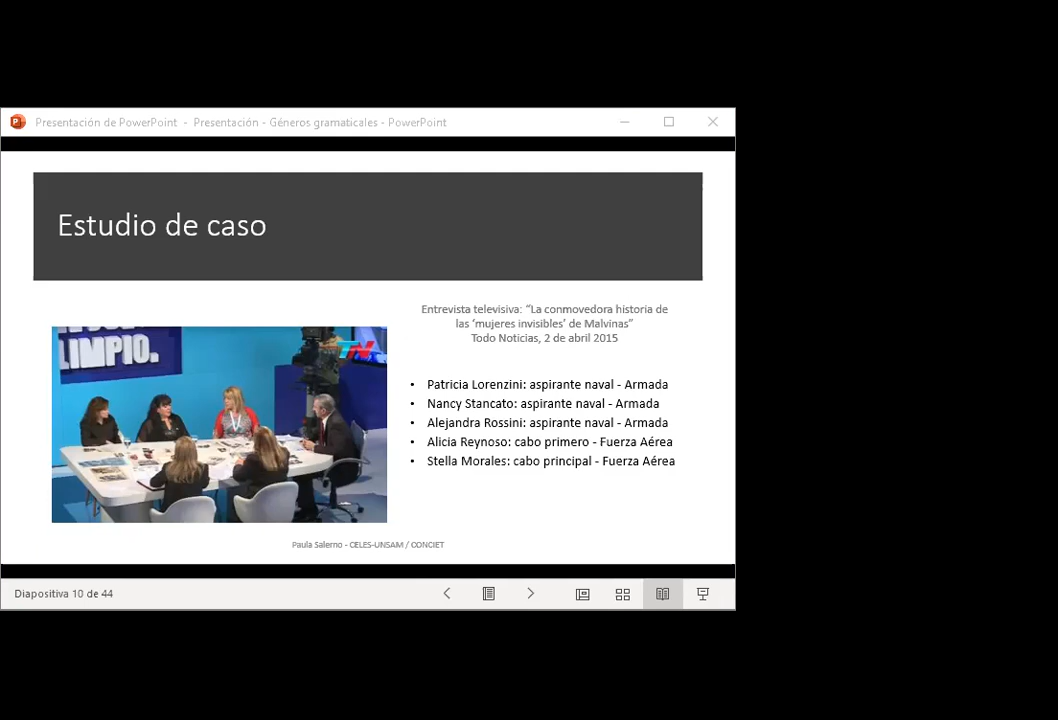 Presentación de PowerPoint - Presentación - Géneros gramaticales - PowerPoint
Estudio de caso
Entrevista televisiva: “La conmovedora historia de
las ‘mujeres invisibles’ de Malvinas”
Todo Noticias, 2 de abril 2015
LIMPIO.
TN
• Patricia Lorenzini: aspirante naval - Armada
• Nancy Stancato: aspirante naval - Armada
• Alejandra Rossini: aspirante naval - Armada
• Alicia Reynoso: cabo primero - Fuerza Aérea
• Stella Morales: cabo principal - Fuerza Aérea
Paula Salerno - CELES-UNSAM / CONCIET
Diapositiva 10 de 44